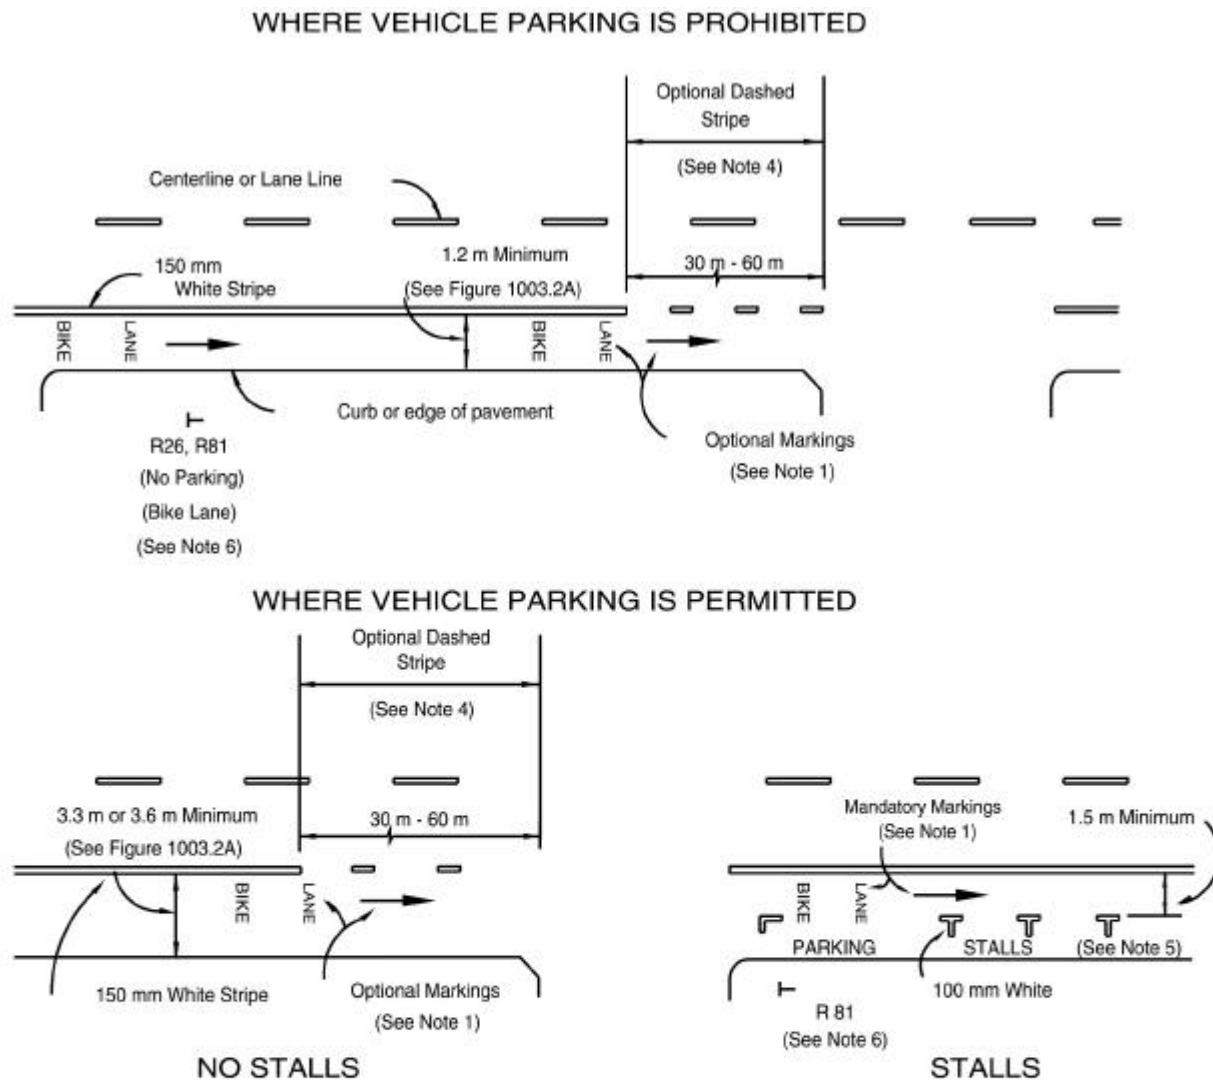 WHERE VEHICLE PARKING IS PROHIBITED
Optional Dashed
Stripe
(See Note 4)
Centerline or Lane Line
150 mm
White Stripe
1.2 m Minimum
(See Figure 1003.2A)
30 m - 60 m
BIKE
LANE
BIKE
LANE
Curb or edge of pavement
R26, R81
(No Parking)
(Bike Lane)
(See Note 6)
Optional Markings
(See Note 1)
WHERE VEHICLE PARKING IS PERMITTED
Optional Dashed
Stripe
(See Note 4)
3.3 m or 3.6 m Minimum
(See Figure 1003.2A)
30 m - 60 m
BIKE
LANE
150 mm White Stripe
Optional Markings
(See Note 1)
NO STALLS
Mandatory Markings
(See Note 1)
1.5 m Minimum
BIKE
LANE
PARKING STALLS (See Note 5)
100 mm White
R 81
(See Note 6)
STALLS